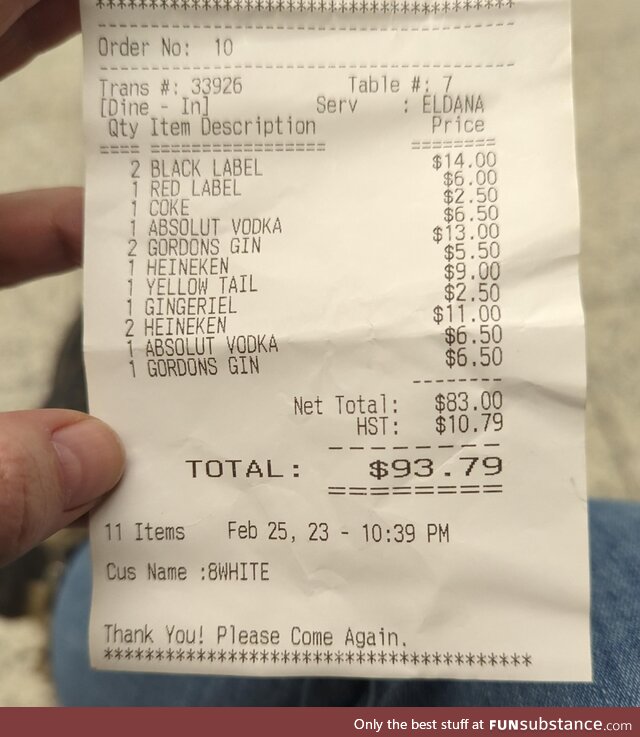 ****************************************
----------------------------------------
Order No: 10
----------------------------------------
Trans #: 33926 Table #: 7
[Dine - In] Serv : ELDANA
Qty Item Description Price
==== ================= ========
2 BLACK LABEL $14.00
1 RED LABEL $6.00
1 COKE $2.50
1 ABSOLUT VODKA $6.50
2 GORDONS GIN $13.00
1 HEINEKEN $5.50
1 YELLOW TAIL $9.00
1 GINGERIEL $2.50
2 HEINEKEN $11.00
1 ABSOLUT VODKA $6.50
1 GORDONS GIN $6.50
--------
Net Total: $83.00
HST: $10.79
--------
TOTAL: $93.79
========
11 Items Feb 25, 23 - 10:39 PM
Cus Name :8WHITE
Thank You! Please Come Again.
****************************************
Only the best stuff at FUNsubstance.com